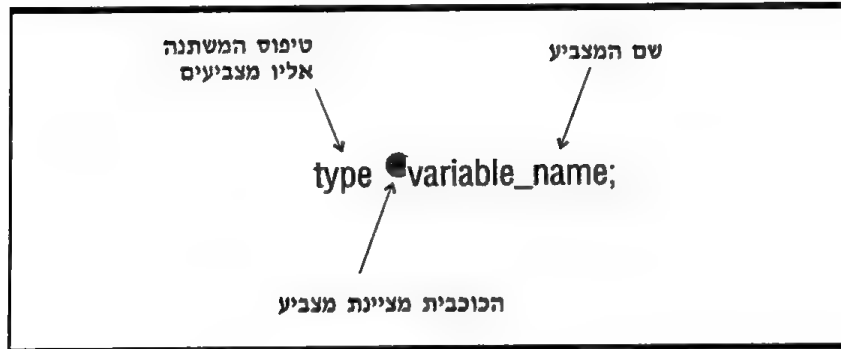 טיפוס המשתנה
אליו מצביעים
שם המצביע
type *variable_name;
הכוכבית מציינת מצביע